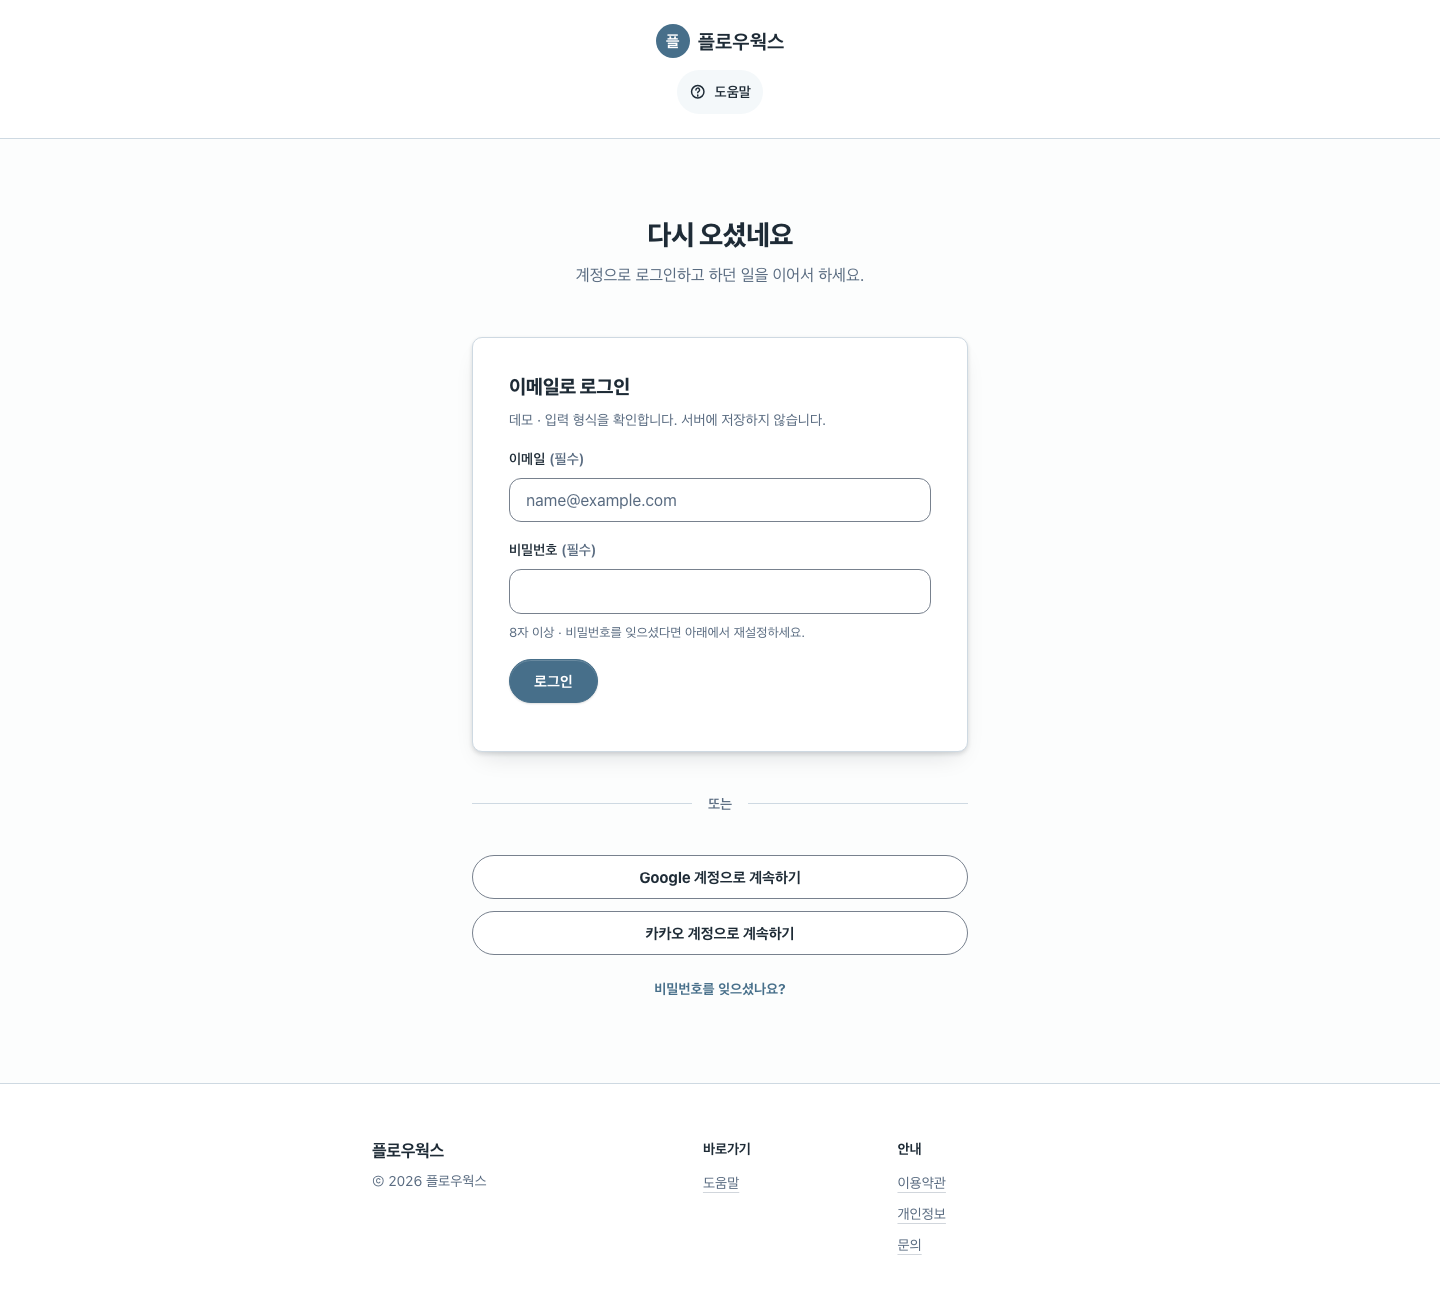 플 플로우웍스
도움말
다시 오셨네요
계정으로 로그인하고 하던 일을 이어서 하세요.
이메일로 로그인
데모 · 입력 형식을 확인합니다. 서버에 저장하지 않습니다.
이메일 (필수)
name@example.com
비밀번호 (필수)
8자 이상 · 비밀번호를 잊으셨다면 아래에서 재설정하세요.
로그인
또는
Google 계정으로 계속하기
카카오 계정으로 계속하기
비밀번호를 잊으셨나요?
플로우웍스
© 2026 플로우웍스
바로가기
도움말
안내
이용약관
개인정보
문의